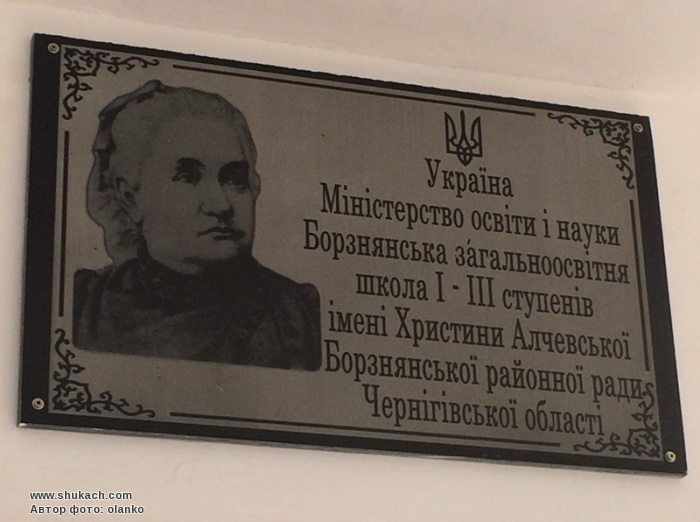 Україна
Міністерство освіти і науки
Борзнянська загальноосвітня
школа І - ІІІ ступенів
імені Христини Алчевської
Борзнянської районної ради
Чернігівської області
www.shukach.com
Автор фото: olanko